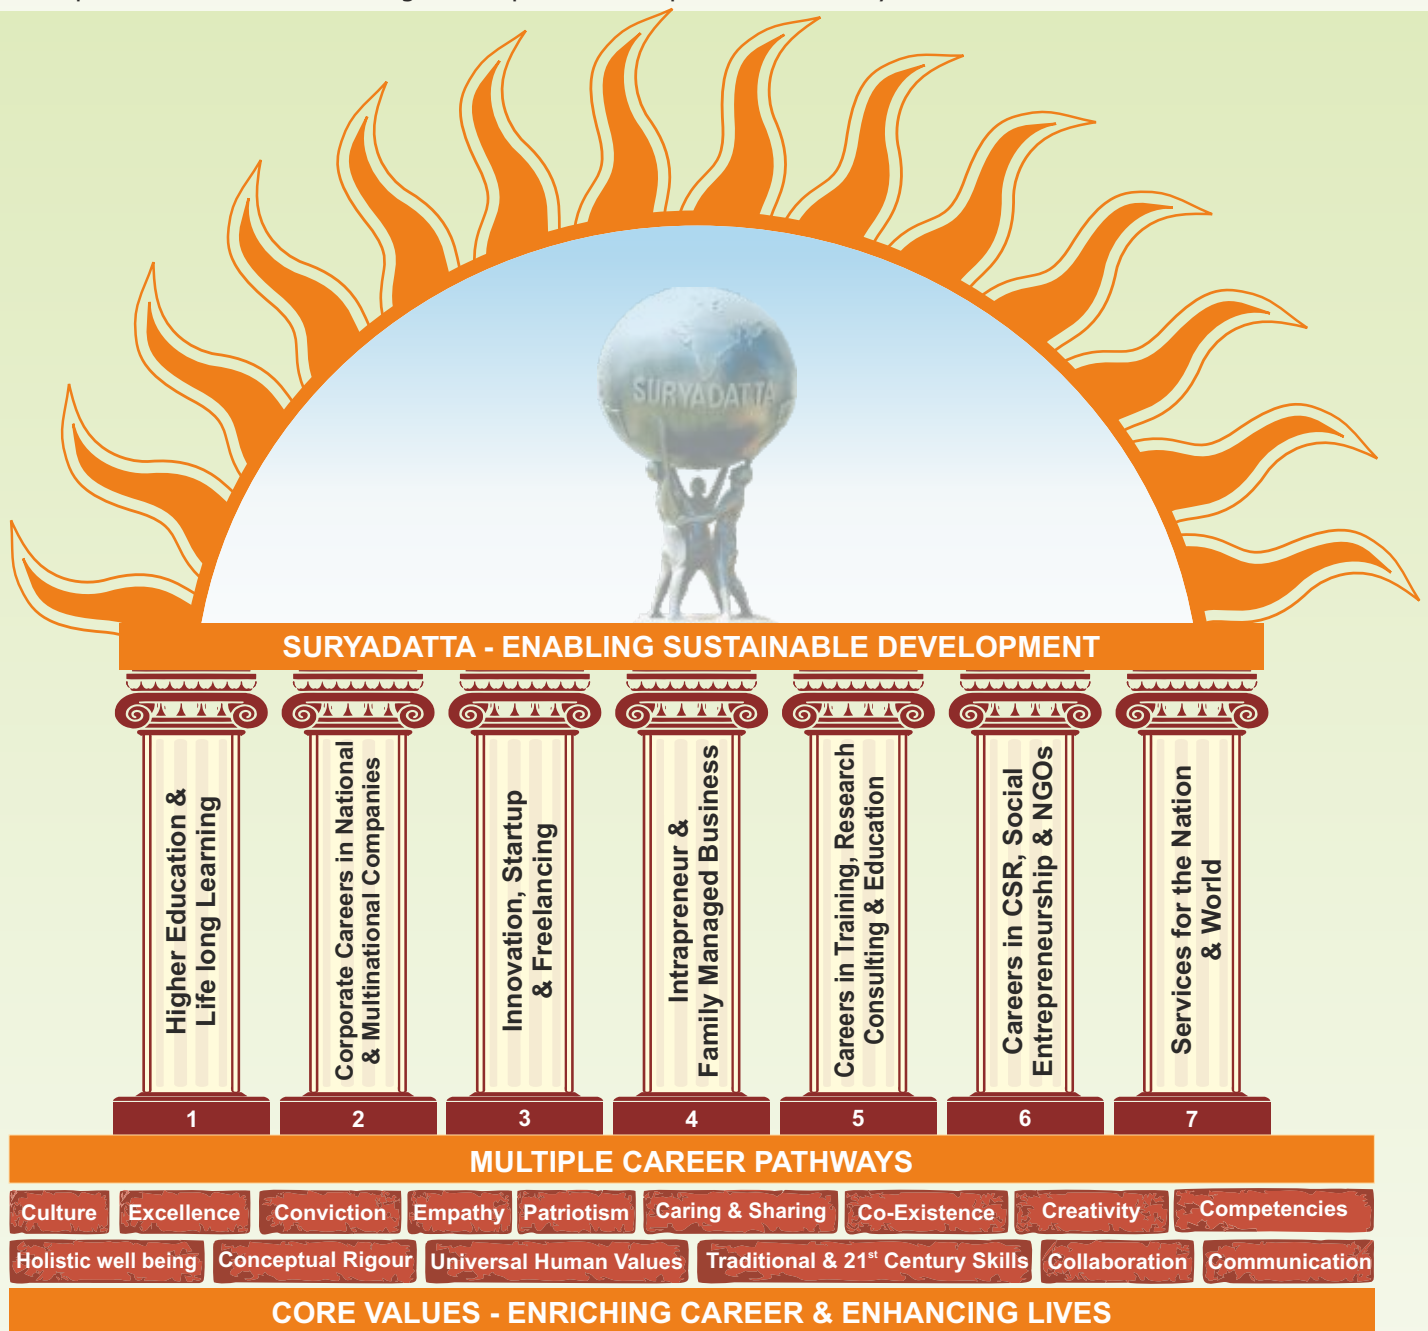 SURYADATTA
SURYADATTA - ENABLING SUSTAINABLE DEVELOPMENT
Higher Education &
Life long Learning
Corporate Careers in National
& Multinational Companies
Innovation, Startup
& Freelancing
Intrapreneur &
Family Managed Business
Careers in Training, Research
Consulting & Education
Careers in CSR, Social
Entrepreneurship & NGOs
Services for the Nation
& World
1 2 3 4 5 6 7
MULTIPLE CAREER PATHWAYS
Culture Excellence Conviction Empathy Patriotism Caring & Sharing Co-Existence Creativity Competencies
Holistic well being Conceptual Rigour Universal Human Values Traditional & 21st Century Skills Collaboration Communication
CORE VALUES - ENRICHING CAREER & ENHANCING LIVES